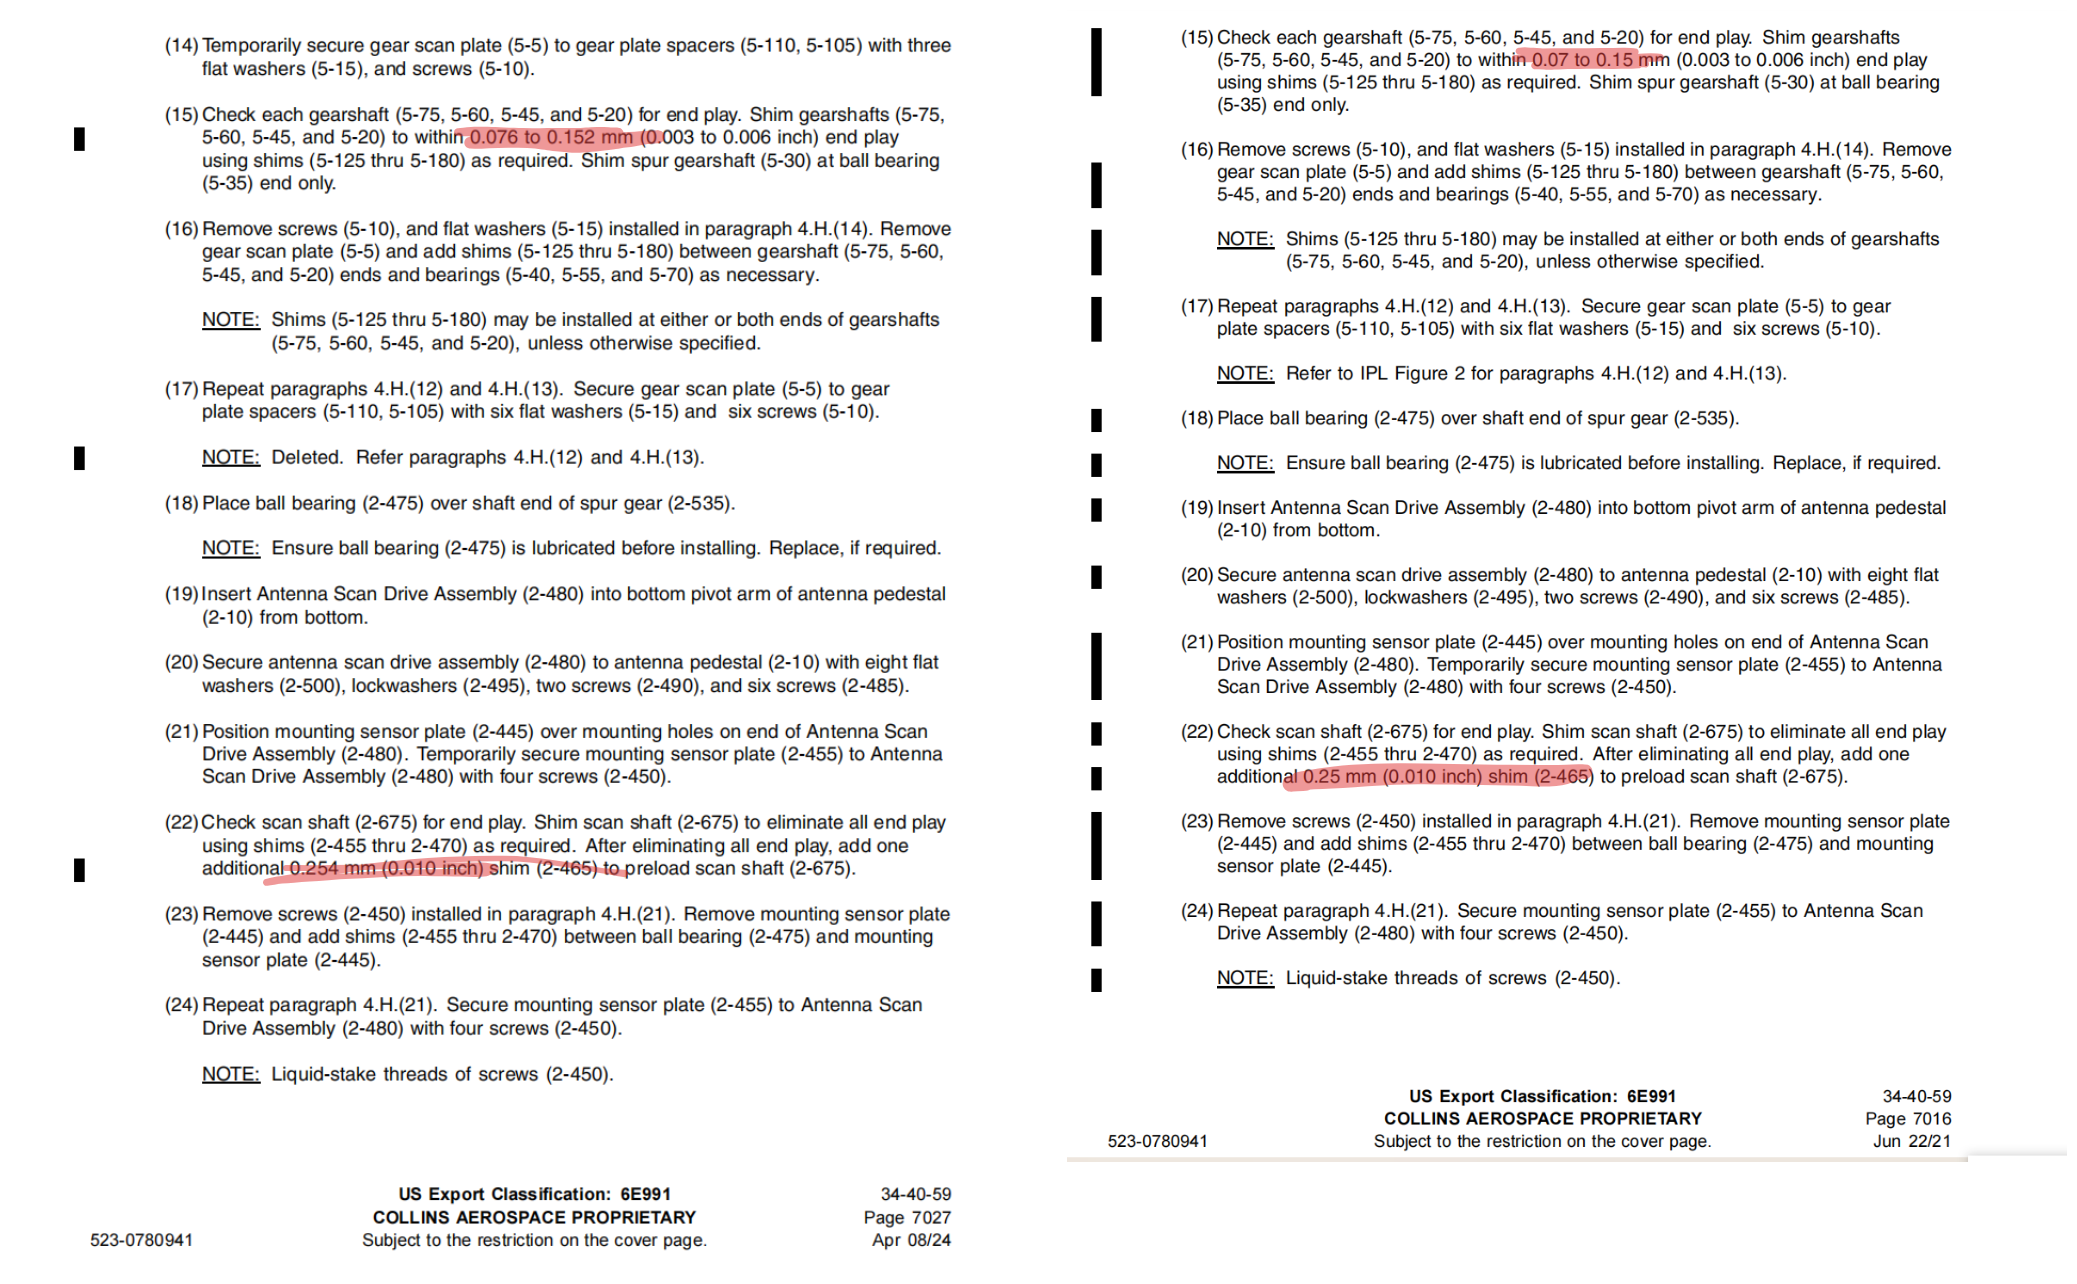 (14) Temporarily secure gear scan plate (5-5) to gear plate spacers (5-110, 5-105) with three
flat washers (5-15), and screws (5-10).
(15) Check each gearshaft (5-75, 5-60, 5-45, and 5-20) for end play. Shim gearshafts (5-75,
5-60, 5-45, and 5-20) to within 0.076 to 0.152 mm (0.003 to 0.006 inch) end play
using shims (5-125 thru 5-180) as required. Shim spur gearshaft (5-30) at ball bearing
(5-35) end only.
(16) Remove screws (5-10), and flat washers (5-15) installed in paragraph 4.H.(14). Remove
gear scan plate (5-5) and add shims (5-125 thru 5-180) between gearshaft (5-75, 5-60,
5-45, and 5-20) ends and bearings (5-40, 5-55, and 5-70) as necessary.
NOTE: Shims (5-125 thru 5-180) may be installed at either or both ends of gearshafts
(5-75, 5-60, 5-45, and 5-20), unless otherwise specified.
(17) Repeat paragraphs 4.H.(12) and 4.H.(13). Secure gear scan plate (5-5) to gear
plate spacers (5-110, 5-105) with six flat washers (5-15) and six screws (5-10).
NOTE: Deleted. Refer paragraphs 4.H.(12) and 4.H.(13).
(18) Place ball bearing (2-475) over shaft end of spur gear (2-535).
NOTE: Ensure ball bearing (2-475) is lubricated before installing. Replace, if required.
(19) Insert Antenna Scan Drive Assembly (2-480) into bottom pivot arm of antenna pedestal
(2-10) from bottom.
(20) Secure antenna scan drive assembly (2-480) to antenna pedestal (2-10) with eight flat
washers (2-500), lockwashers (2-495), two screws (2-490), and six screws (2-485).
(21) Position mounting sensor plate (2-445) over mounting holes on end of Antenna Scan
Drive Assembly (2-480). Temporarily secure mounting sensor plate (2-455) to Antenna
Scan Drive Assembly (2-480) with four screws (2-450).
(22) Check scan shaft (2-675) for end play. Shim scan shaft (2-675) to eliminate all end play
using shims (2-455 thru 2-470) as required. After eliminating all end play, add one
additional 0.254 mm (0.010 inch) shim (2-465) to preload scan shaft (2-675).
(23) Remove screws (2-450) installed in paragraph 4.H.(21). Remove mounting sensor plate
(2-445) and add shims (2-455 thru 2-470) between ball bearing (2-475) and mounting
sensor plate (2-445).
(24) Repeat paragraph 4.H.(21). Secure mounting sensor plate (2-455) to Antenna Scan
Drive Assembly (2-480) with four screws (2-450).
NOTE: Liquid-stake threads of screws (2-450).
US Export Classification: 6E991 34-40-59
COLLINS AEROSPACE PROPRIETARY Page 7027
523-0780941 Subject to the restriction on the cover page. Apr 08/24
(15) Check each gearshaft (5-75, 5-60, 5-45, and 5-20) for end play. Shim gearshafts
(5-75, 5-60, 5-45, and 5-20) to within 0.07 to 0.15 mm (0.003 to 0.006 inch) end play
using shims (5-125 thru 5-180) as required. Shim spur gearshaft (5-30) at ball bearing
(5-35) end only.
(16) Remove screws (5-10), and flat washers (5-15) installed in paragraph 4.H.(14). Remove
gear scan plate (5-5) and add shims (5-125 thru 5-180) between gearshaft (5-75, 5-60,
5-45, and 5-20) ends and bearings (5-40, 5-55, and 5-70) as necessary.
NOTE: Shims (5-125 thru 5-180) may be installed at either or both ends of gearshafts
(5-75, 5-60, 5-45, and 5-20), unless otherwise specified.
(17) Repeat paragraphs 4.H.(12) and 4.H.(13). Secure gear scan plate (5-5) to gear
plate spacers (5-110, 5-105) with six flat washers (5-15) and six screws (5-10).
NOTE: Refer to IPL Figure 2 for paragraphs 4.H.(12) and 4.H.(13).
(18) Place ball bearing (2-475) over shaft end of spur gear (2-535).
NOTE: Ensure ball bearing (2-475) is lubricated before installing. Replace, if required.
(19) Insert Antenna Scan Drive Assembly (2-480) into bottom pivot arm of antenna pedestal
(2-10) from bottom.
(20) Secure antenna scan drive assembly (2-480) to antenna pedestal (2-10) with eight flat
washers (2-500), lockwashers (2-495), two screws (2-490), and six screws (2-485).
(21) Position mounting sensor plate (2-445) over mounting holes on end of Antenna Scan
Drive Assembly (2-480). Temporarily secure mounting sensor plate (2-455) to Antenna
Scan Drive Assembly (2-480) with four screws (2-450).
(22) Check scan shaft (2-675) for end play. Shim scan shaft (2-675) to eliminate all end play
using shims (2-455 thru 2-470) as required. After eliminating all end play, add one
additional 0.25 mm (0.010 inch) shim (2-465) to preload scan shaft (2-675).
(23) Remove screws (2-450) installed in paragraph 4.H.(21). Remove mounting sensor plate
(2-445) and add shims (2-455 thru 2-470) between ball bearing (2-475) and mounting
sensor plate (2-445).
(24) Repeat paragraph 4.H.(21). Secure mounting sensor plate (2-455) to Antenna Scan
Drive Assembly (2-480) with four screws (2-450).
NOTE: Liquid-stake threads of screws (2-450).
US Export Classification: 6E991 34-40-59
COLLINS AEROSPACE PROPRIETARY Page 7016
523-0780941 Subject to the restriction on the cover page. Jun 22/21